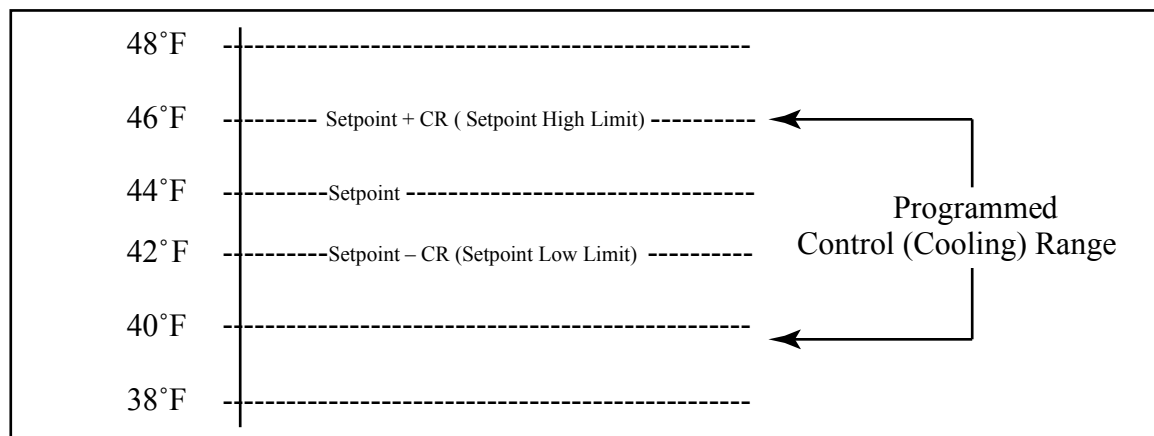 48˚F
46˚F Setpoint + CR ( Setpoint High Limit)
44˚F Setpoint
Programmed
Control (Cooling) Range
42˚F Setpoint – CR (Setpoint Low Limit)
40˚F
38˚F